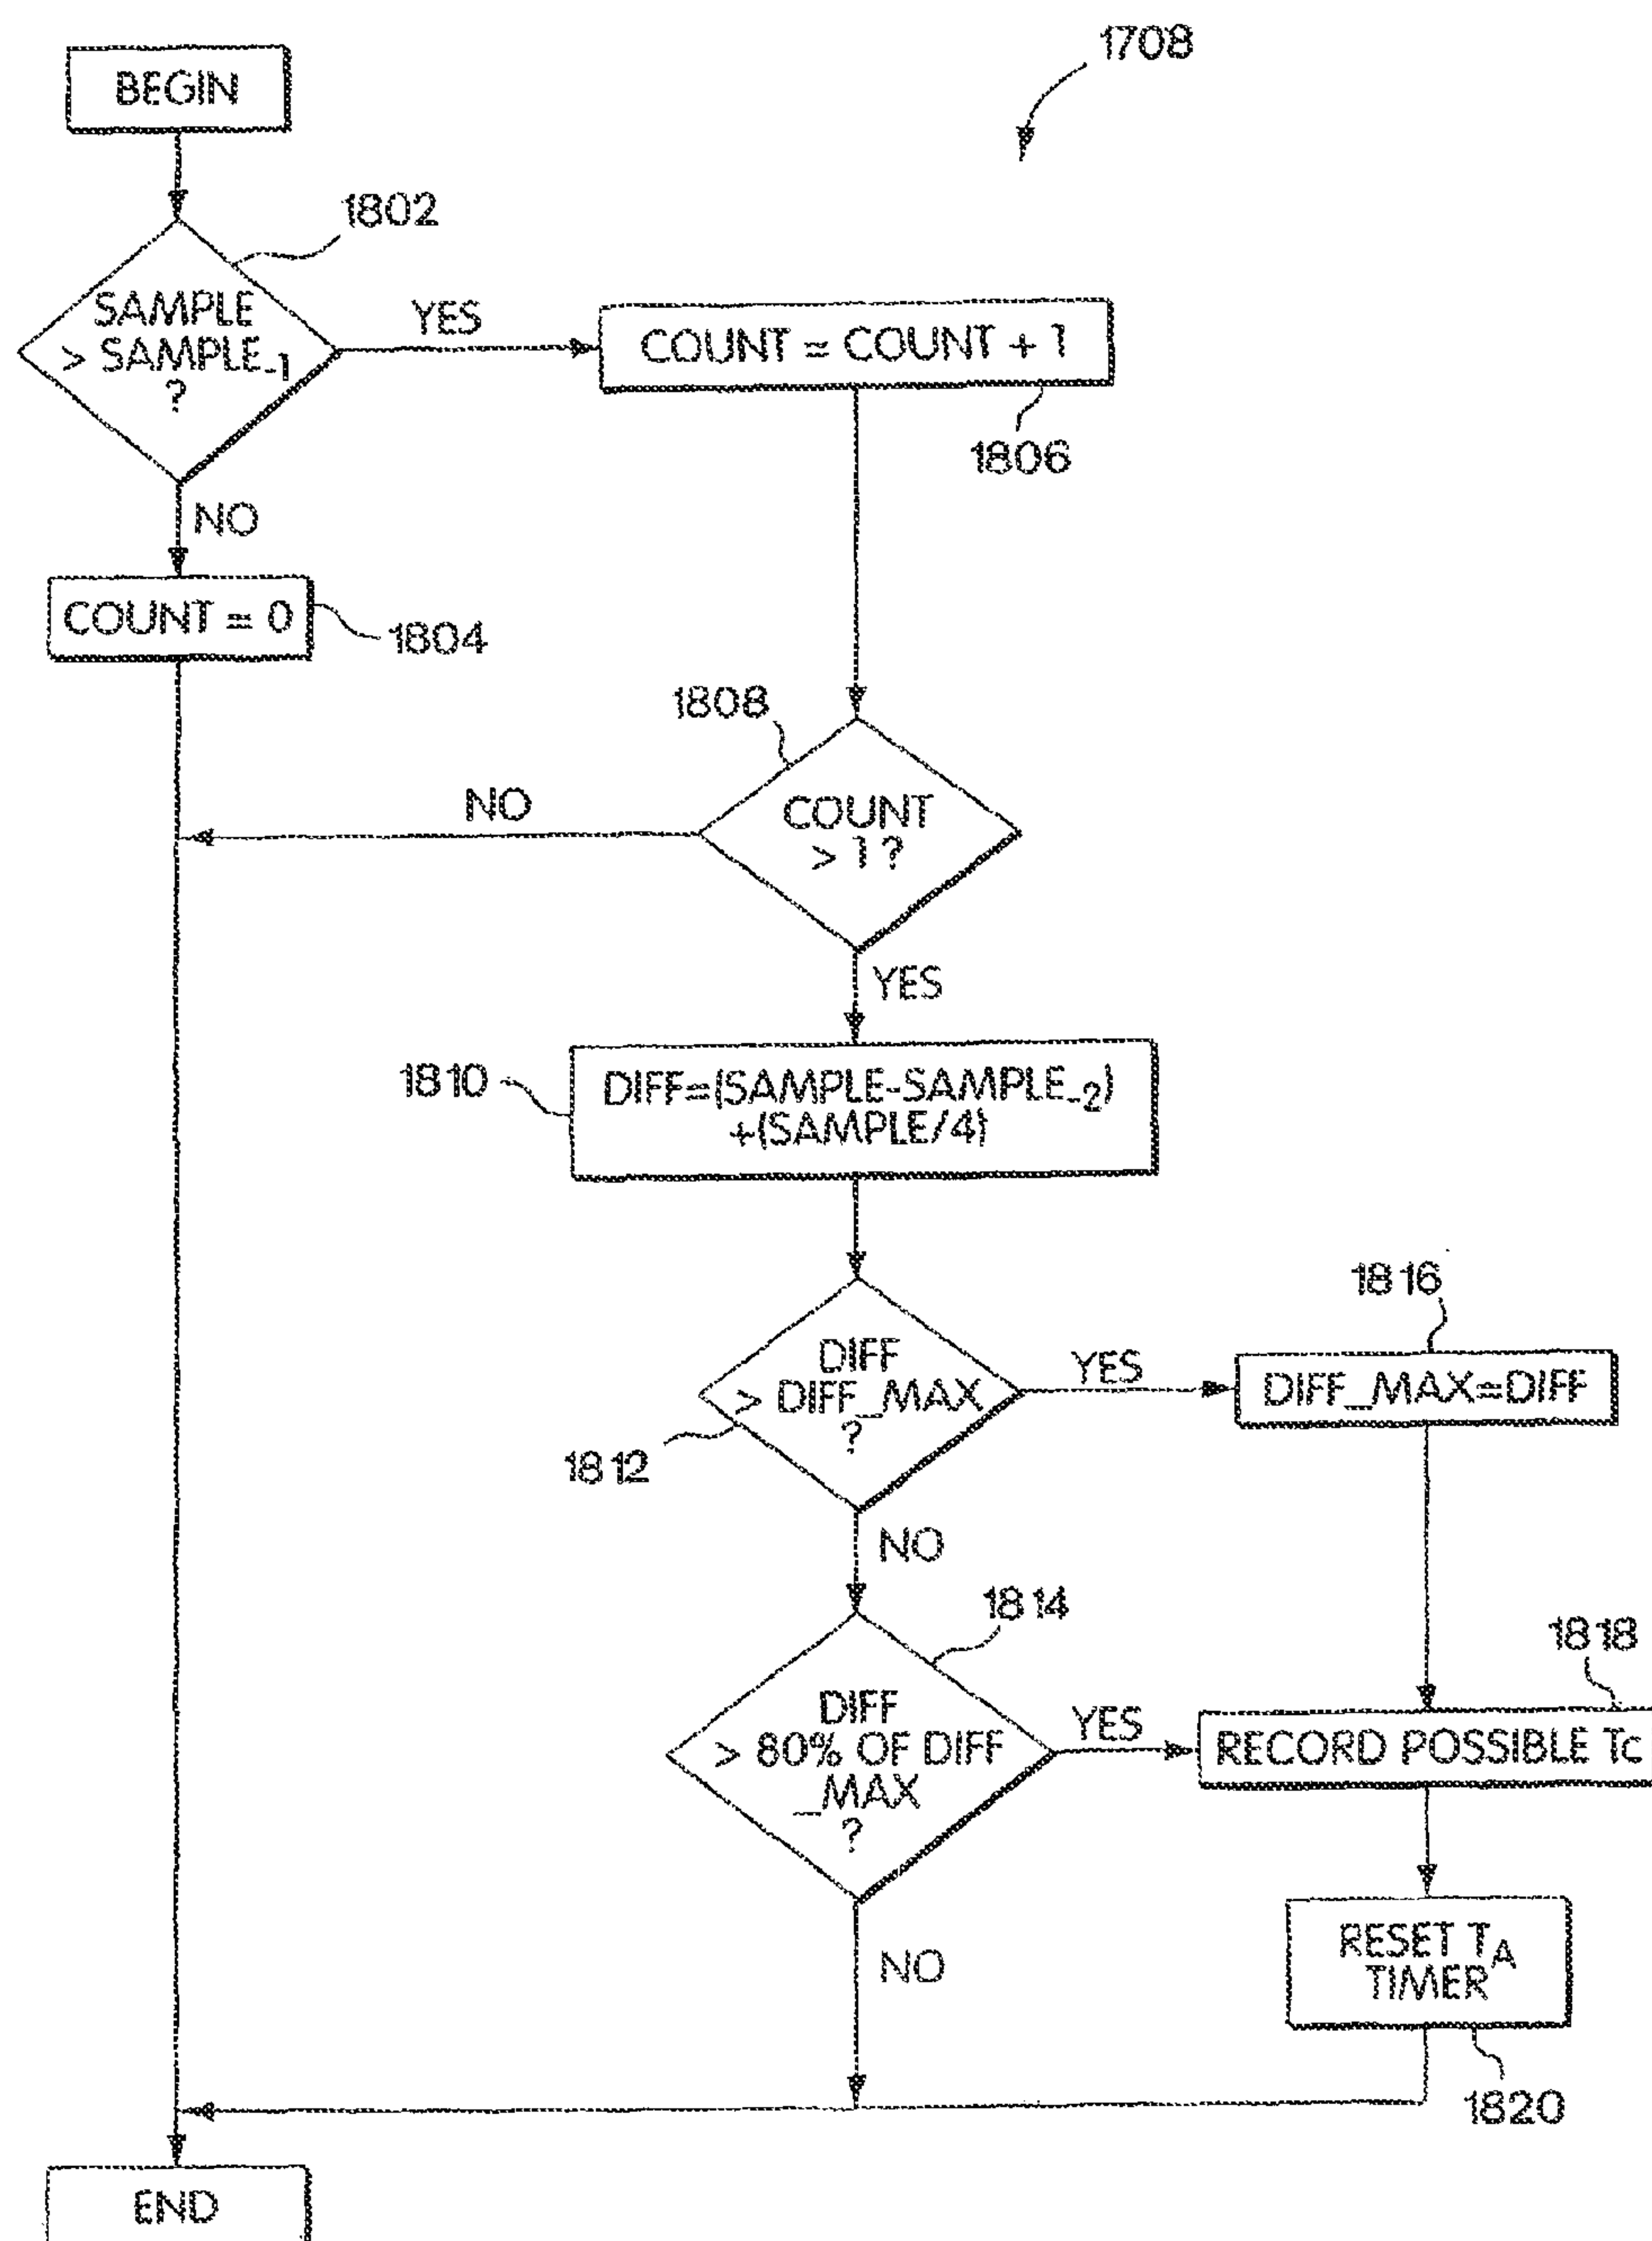 1708
BEGIN
1802
SAMPLE
> SAMPLE₋₁
?
YES
COUNT = COUNT + 1
1806
NO
COUNT = 0
1804
1808
COUNT
> 1 ?
NO
YES
1810
DIFF=(SAMPLE-SAMPLE₋₂)
+(SAMPLE/4)
1816
DIFF
> DIFF_MAX
?
YES
DIFF_MAX=DIFF
1812
NO
1814
1818
DIFF
> 80% OF DIFF
_MAX
?
YES
RECORD POSSIBLE Tc
NO
RESET TA
TIMER
1820
END